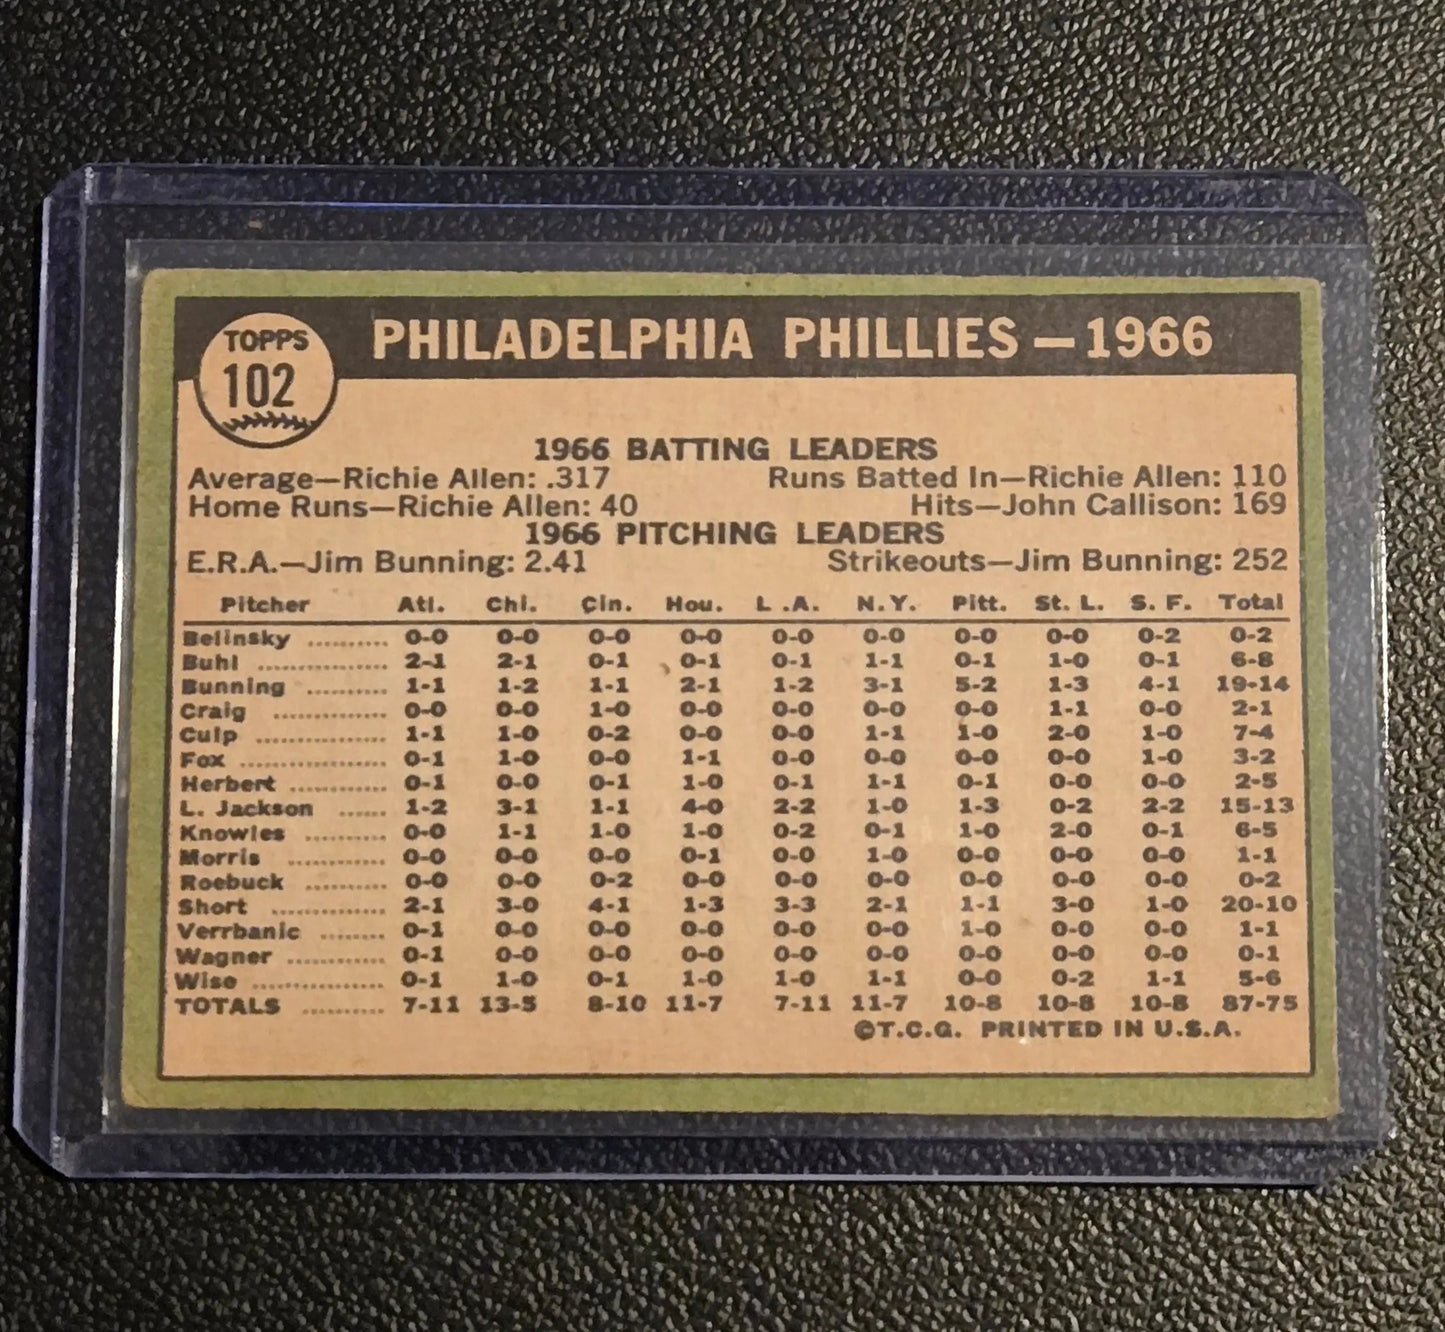 TOPPS
102
PHILADELPHIA PHILLIES — 1966
1966 BATTING LEADERS
Average—Richie Allen: .317 Runs Batted In—Richie Allen: 110
Home Runs—Richie Allen: 40 Hits—John Callison: 169
1966 PITCHING LEADERS
E.R.A.—Jim Bunning: 2.41 Strikeouts—Jim Bunning: 252
Pitcher Atl. Chi. Cin. Hou. L .A. N.Y. Pitt. St. L. S. F. Total
Belinsky .......... 0-0 0-0 0-0 0-0 0-0 0-0 0-0 0-0 0-2 0-2
Buhl ................ 2-1 2-1 0-1 0-1 0-1 1-1 0-1 1-0 0-1 6-8
Bunning .......... 1-1 1-2 1-1 2-1 1-2 3-1 5-2 1-3 4-1 19-14
Craig .............. 0-0 0-0 1-0 0-0 0-0 0-0 0-0 1-1 0-0 2-1
Culp ................ 1-1 1-0 0-2 0-0 0-0 1-1 1-0 2-0 1-0 7-4
Fox .................. 0-1 1-0 0-0 1-1 0-0 0-0 0-0 0-0 1-0 3-2
Herbert ............ 0-1 0-0 0-1 1-0 0-1 1-1 0-1 0-0 0-0 2-5
L. Jackson ...... 1-2 3-1 1-1 4-0 2-2 1-0 1-3 0-2 2-2 15-13
Knowles .......... 0-0 1-1 1-0 1-0 0-2 0-1 1-0 2-0 0-1 6-5
Morris ............ 0-0 0-0 0-0 0-1 0-0 1-0 0-0 0-0 0-0 1-1
Roebuck .......... 0-0 0-0 0-2 0-0 0-0 0-0 0-0 0-0 0-0 0-2
Short .............. 2-1 3-0 4-1 1-3 3-3 2-1 1-1 3-0 1-0 20-10
Verrbanic ........ 0-1 0-0 0-0 0-0 0-0 0-0 1-0 0-0 0-0 1-1
Wagner ............ 0-1 0-0 0-0 0-0 0-0 0-0 0-0 0-0 0-0 0-1
Wise ................ 0-1 1-0 0-1 1-0 1-0 1-1 0-0 0-2 1-1 5-6
TOTALS .......... 7-11 13-5 8-10 11-7 7-11 11-7 10-8 10-8 10-8 87-75
©T.C.G. PRINTED IN U.S.A.